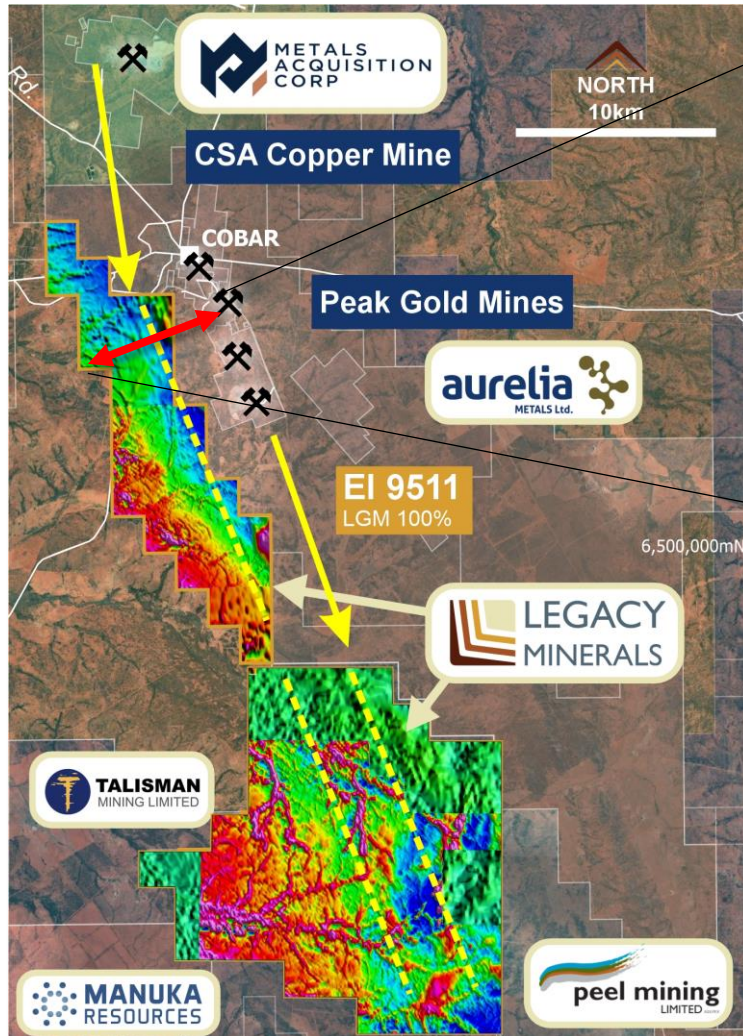 METALS
ACQUISITION
CORP
NORTH
10km
Rd.
CSA Copper Mine
COBAR
Peak Gold Mines
aurelia
METALS Ltd.
EI 9511
LGM 100%
6,500,000mN
LEGACY
MINERALS
TALISMAN
MINING LIMITED
MANUKA
RESOURCES
peel mining
LIMITED